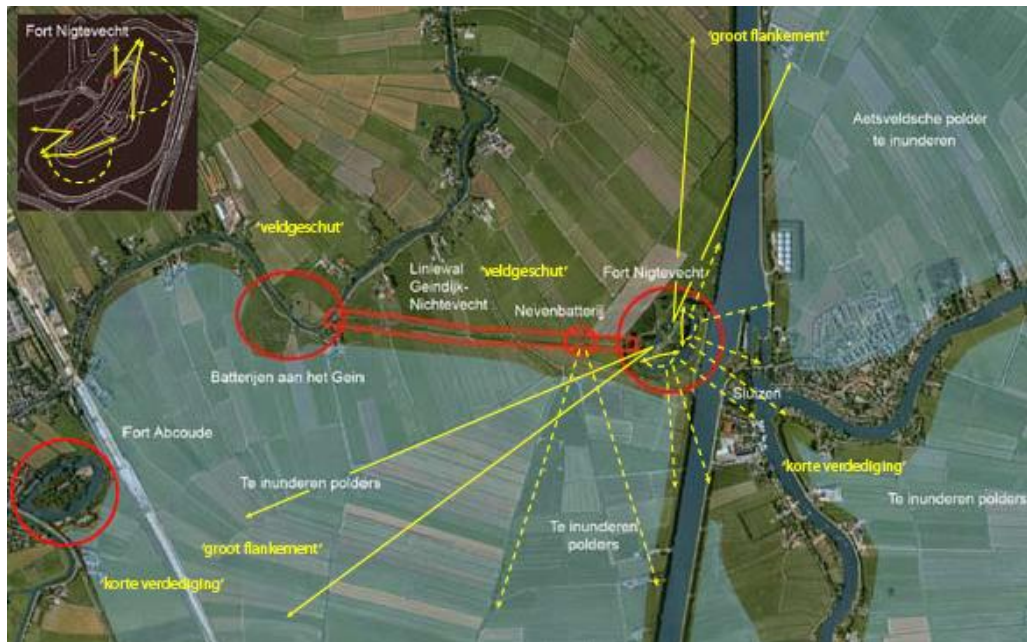 Fort Nigtevecht
'groot flankement'
Aetsveldsche polder
te inunderen
'veldgeschut'
Liniewal
Geindijk-
Nichtevecht
'veldgeschut'
Fort Nigtevecht
Nevenbatterij
Batterijen aan het Gein
Sluizen
Fort Abcoude
'korte verdediging'
Te inunderen polders
Te inunderen polders
Te inunderen
polders
'groot flankement'
'korte verdediging'